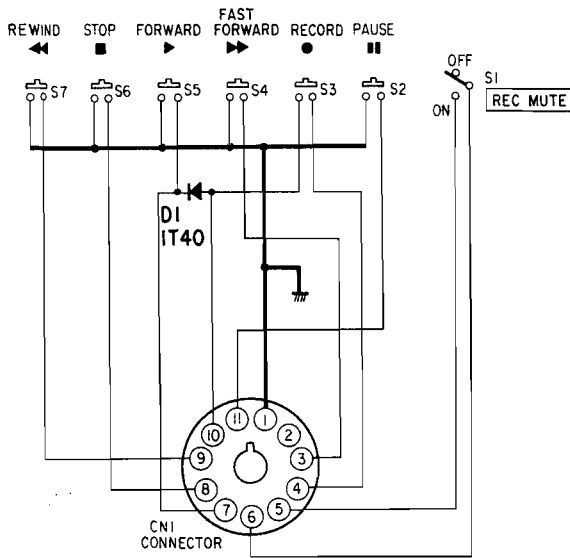 FAST
REWIND STOP FORWARD FORWARD RECORD PAUSE
S7 S6 S5 S4 S3 S2
OFF
S1
ON
REC MUTE
D1
1T40
11 1
10 2
9 3
8 4
7 6 5
CN1
CONNECTOR